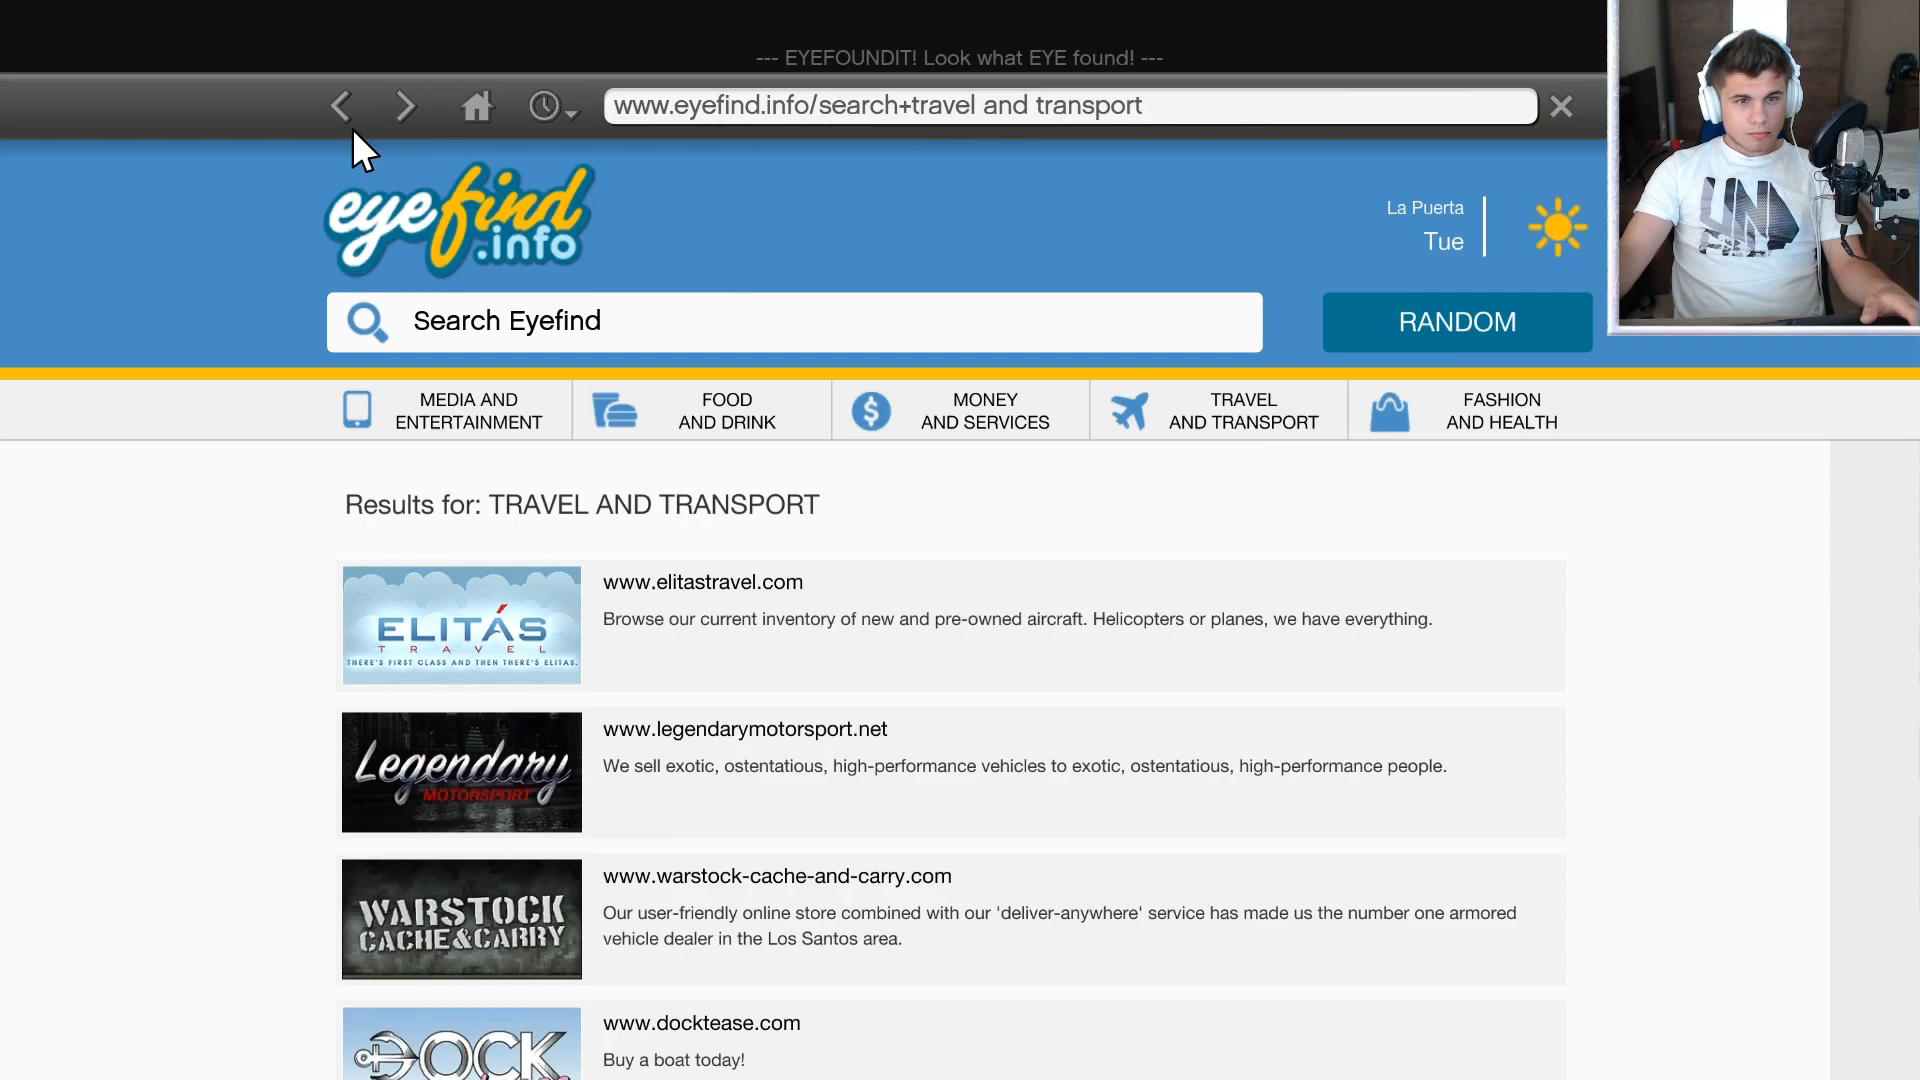 --- EYEFOUNDIT! Look what EYE found! ---
www.eyefind.info/search+travel and transport
eyefind
.info
La Puerta
Tue
Search Eyefind
RANDOM
MEDIA AND
ENTERTAINMENT
FOOD
AND DRINK
MONEY
AND SERVICES
TRAVEL
AND TRANSPORT
FASHION
AND HEALTH
Results for: TRAVEL AND TRANSPORT
ELITÁS
TRAVEL
THERE'S FIRST CLASS AND THEN THERE'S ELITAS.
www.elitastravel.com
Browse our current inventory of new and pre-owned aircraft. Helicopters or planes, we have everything.
Legendary
MOTORSPORT
www.legendarymotorsport.net
We sell exotic, ostentatious, high-performance vehicles to exotic, ostentatious, high-performance people.
WARSTOCK
CACHE&CARRY
www.warstock-cache-and-carry.com
Our user-friendly online store combined with our 'deliver-anywhere' service has made us the number one armored
vehicle dealer in the Los Santos area.
DOCK
www.docktease.com
Buy a boat today!